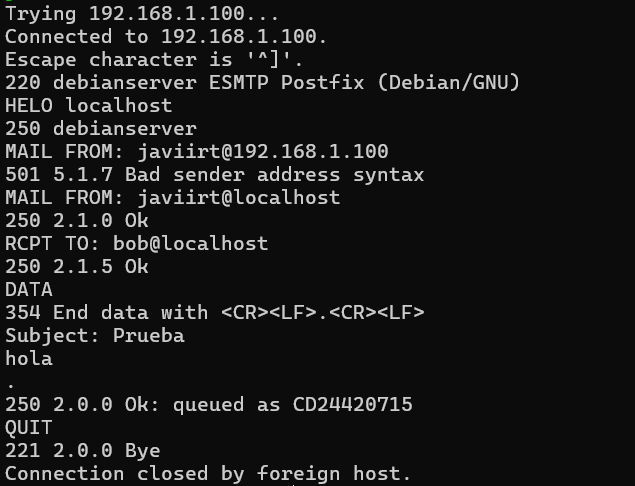 Trying 192.168.1.100...
Connected to 192.168.1.100.
Escape character is '^]'.
220 debianserver ESMTP Postfix (Debian/GNU)
HELO localhost
250 debianserver
MAIL FROM: javiirt@192.168.1.100
501 5.1.7 Bad sender address syntax
MAIL FROM: javiirt@localhost
250 2.1.0 Ok
RCPT TO: bob@localhost
250 2.1.5 Ok
DATA
354 End data with <CR><LF>.<CR><LF>
Subject: Prueba
hola
.
250 2.0.0 Ok: queued as CD24420715
QUIT
221 2.0.0 Bye
Connection closed by foreign host.